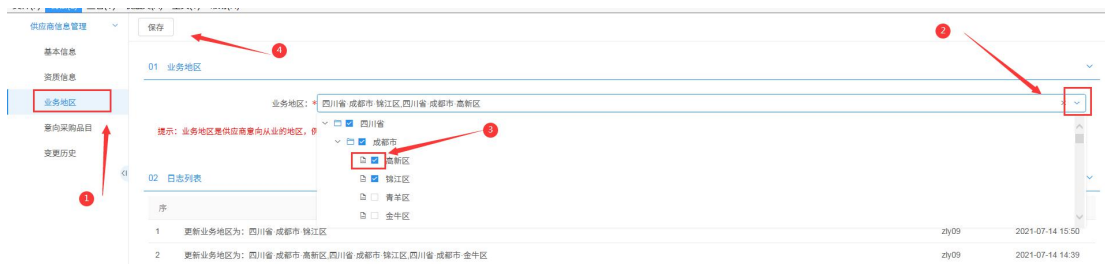 供应商信息管理
保存
基本信息
资质信息
业务地区
意向采购品目
变更历史
1
4
2
3
01 业务地区
业务地区：*四川省·成都市·锦江区,四川省·成都市·高新区
提示：业务地区是供应商意向从业的地区，
四川省
成都市
高新区
锦江区
青羊区
金牛区
02 日志列表
序
1 更新业务地区为：四川省·成都市·锦江区 zly09 2021-07-14 15:50
2 更新业务地区为：四川省·成都市·高新区,四川省·成都市·锦江区,四川省·成都市·金牛区 zly09 2021-07-14 14:39